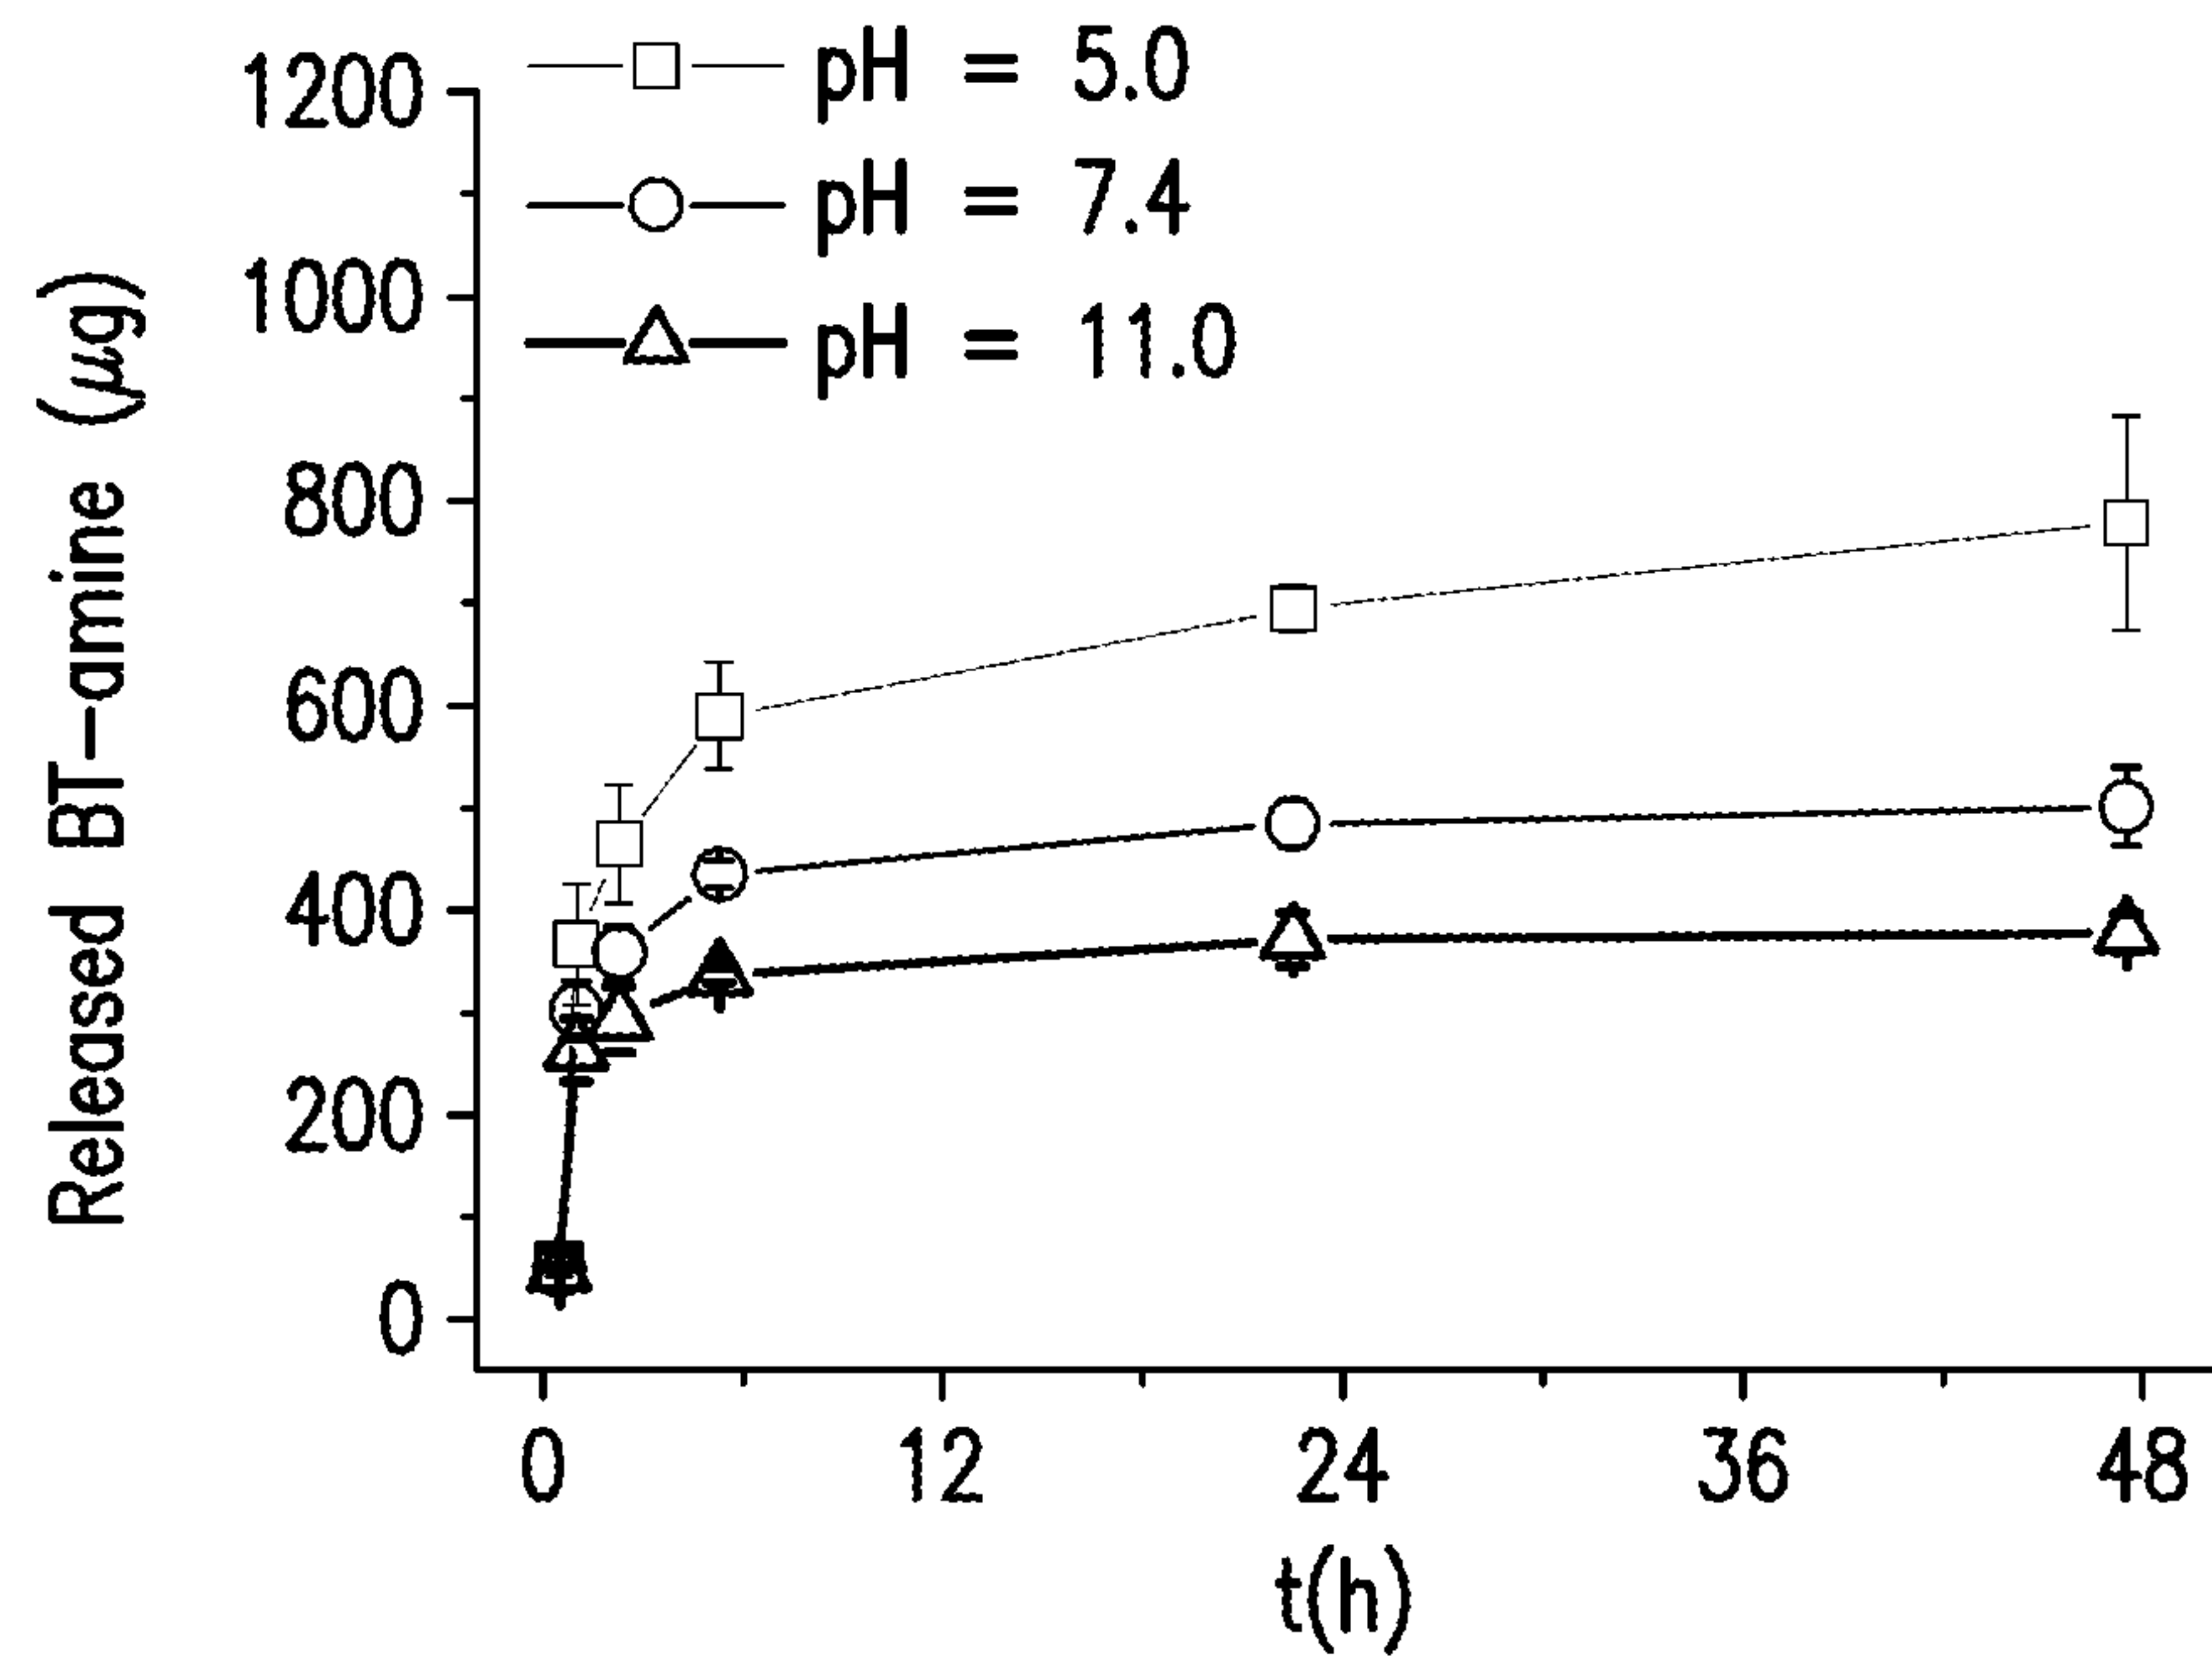 pH = 5.0
pH = 7.4
pH = 11.0
1200
1000
800
600
400
200
0
Released BT-amine (μg)
0 12 24 36 48
t(h)